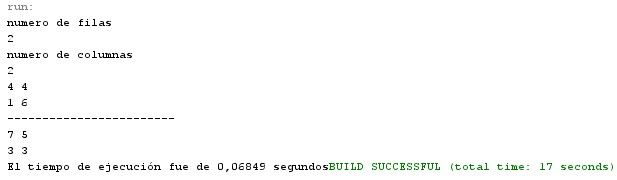 run:
numero de filas
2
numero de columnas
2
4 4
1 6
------------------------
7 5
3 3
El tiempo de ejecución fue de 0,06849 segundosBUILD SUCCESSFUL (total time: 17 seconds)